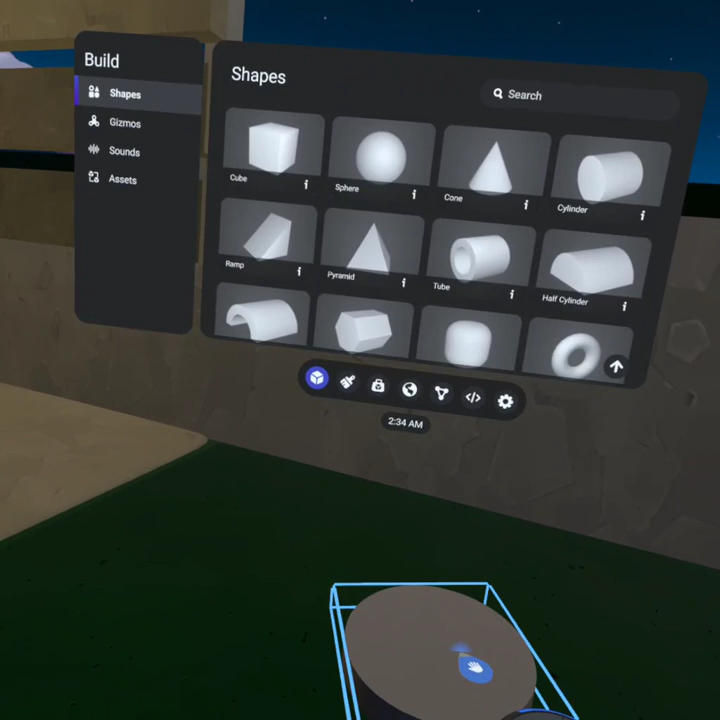 Build
Shapes
Gizmos
Sounds
Assets
Shapes
Search
Cube
Sphere
Cone
Cylinder
Ramp
Pyramid
Tube
Half Cylinder
2:34 AM